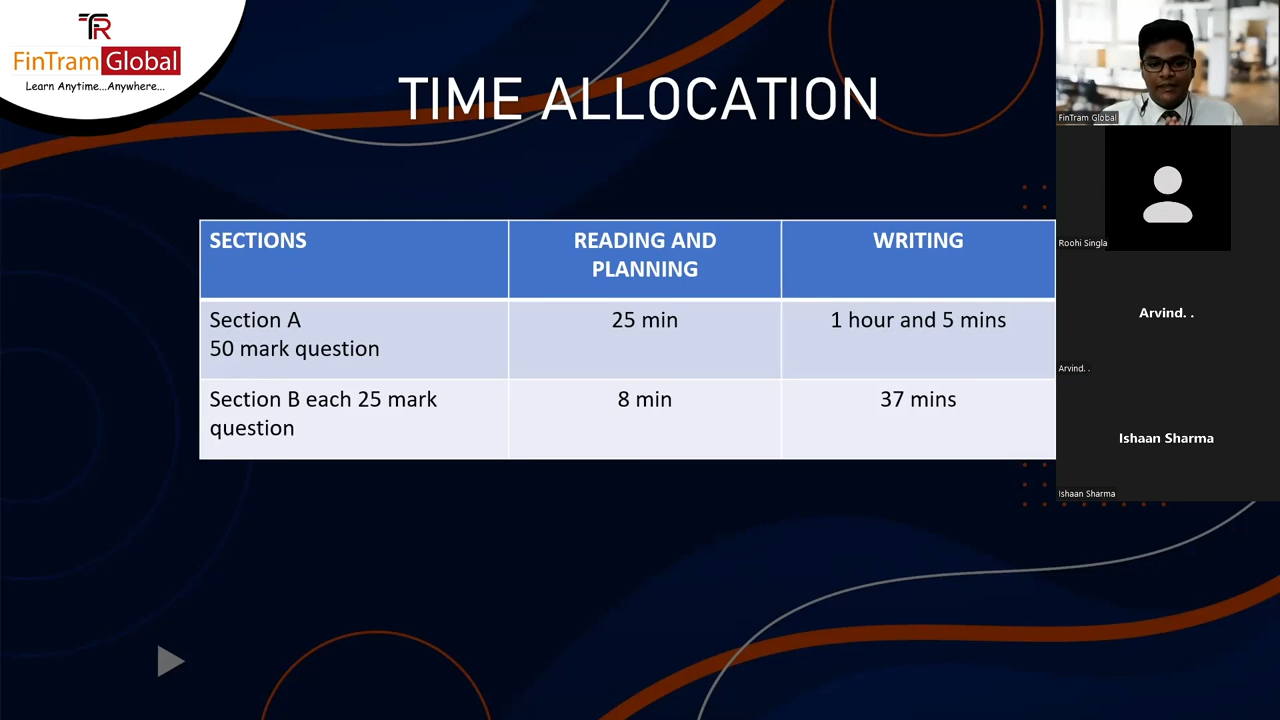 TR
FinTram Global
Learn Anytime...Anywhere...
TIME ALLOCATION
SECTIONS
READING AND
PLANNING
WRITING
Section A
50 mark question
25 min
1 hour and 5 mins
Section B each 25 mark
question
8 min
37 mins
FinTram Global
Roohi Singla
Arvind. .
Arvind. .
Ishaan Sharma
Ishaan Sharma